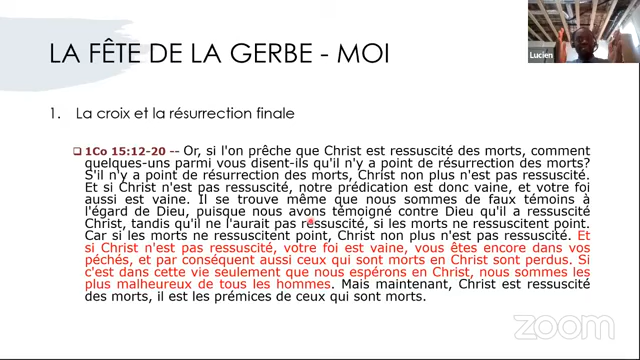 LA FÊTE DE LA GERBE - MOI
Lucien
1. La croix et la résurrection finale
1Co 15:12-20 -- Or, si l'on prêche que Christ est ressuscité des morts, comment
quelques-uns parmi vous disent-ils qu'il n'y a point de résurrection des morts?
S'il n'y a point de résurrection des morts, Christ non plus n'est pas ressuscité.
Et si Christ n'est pas ressuscité, notre prédication est donc vaine, et votre foi
aussi est vaine. Il se trouve même que nous sommes de faux témoins à
l'égard de Dieu, puisque nous avons témoigné contre Dieu qu'il a ressuscité
Christ, tandis qu'il ne l'aurait pas ressuscité, si les morts ne ressuscitent point.
Car si les morts ne ressuscitent point, Christ non plus n'est pas ressuscité. Et
si Christ n'est pas ressuscité, votre foi est vaine, vous êtes encore dans vos
péchés, et par conséquent aussi ceux qui sont morts en Christ sont perdus. Si
c'est dans cette vie seulement que nous espérons en Christ, nous sommes les
plus malheureux de tous les hommes. Mais maintenant, Christ est ressuscité
des morts, il est les prémices de ceux qui sont morts.
zoom